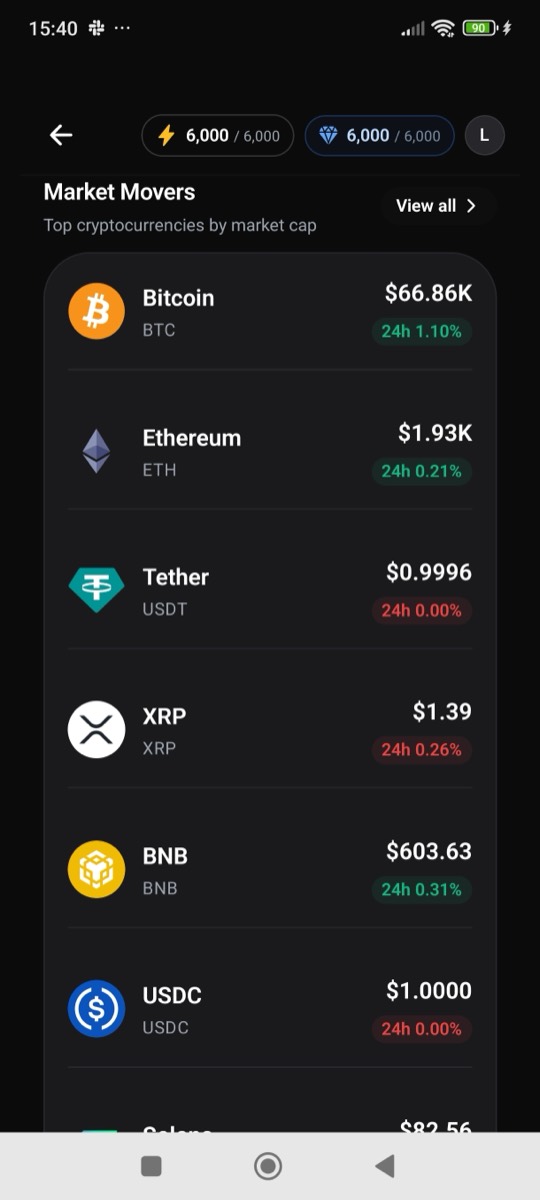 15:40
90
6,000 / 6,000
6,000 / 6,000
L
Market Movers
View all
Top cryptocurrencies by market cap
Bitcoin
$66.86K
BTC
24h 1.10%
Ethereum
$1.93K
ETH
24h 0.21%
Tether
$0.9996
USDT
24h 0.00%
XRP
$1.39
XRP
24h 0.26%
BNB
$603.63
BNB
24h 0.31%
USDC
$1.0000
USDC
24h 0.00%
Solana
$82.56